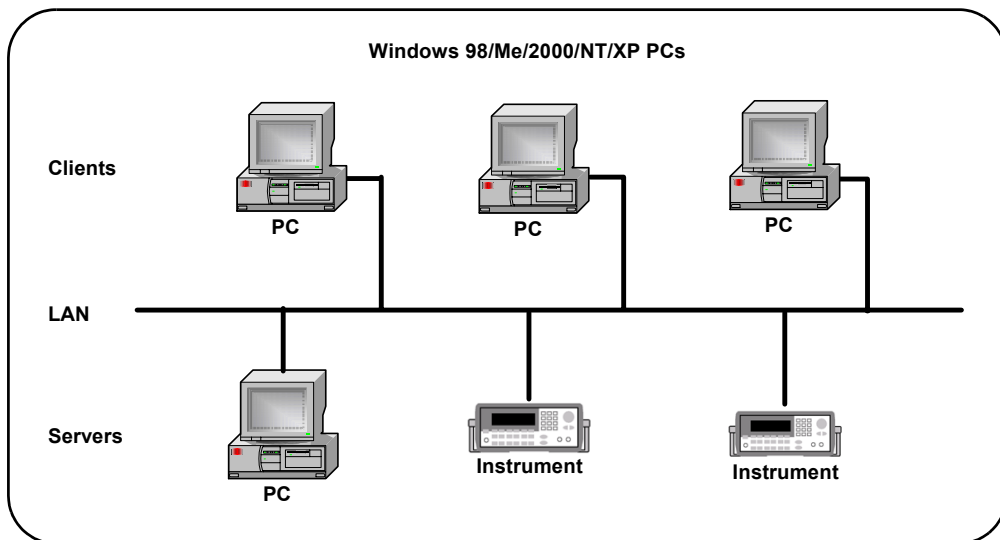 Windows 98/Me/2000/NT/XP PCs
Clients
PC
PC
PC
LAN
Servers
PC
Instrument
Instrument